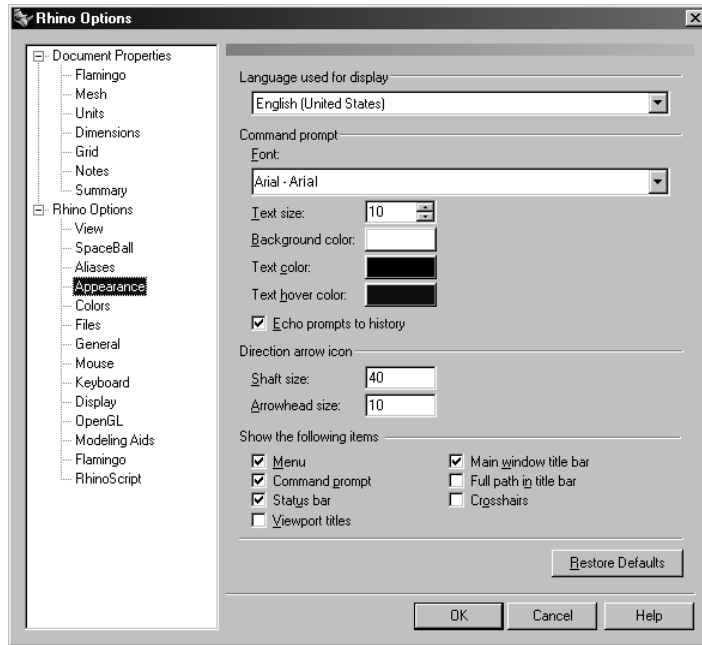 Rhino Options
Document Properties
Flamingo
Mesh
Units
Dimensions
Grid
Notes
Summary
Rhino Options
View
SpaceBall
Aliases
Appearance
Colors
Files
General
Mouse
Keyboard
Display
OpenGL
Modeling Aids
Flamingo
RhinoScript
Language used for display
English (United States)
Command prompt
Font:
Arial - Arial
Text size: 10
Background color:
Text color:
Text hover color:
Echo prompts to history
Direction arrow icon
Shaft size: 40
Arrowhead size: 10
Show the following items
Menu
Command prompt
Status bar
Viewport titles
Main window title bar
Full path in title bar
Crosshairs
Restore Defaults
OK Cancel Help